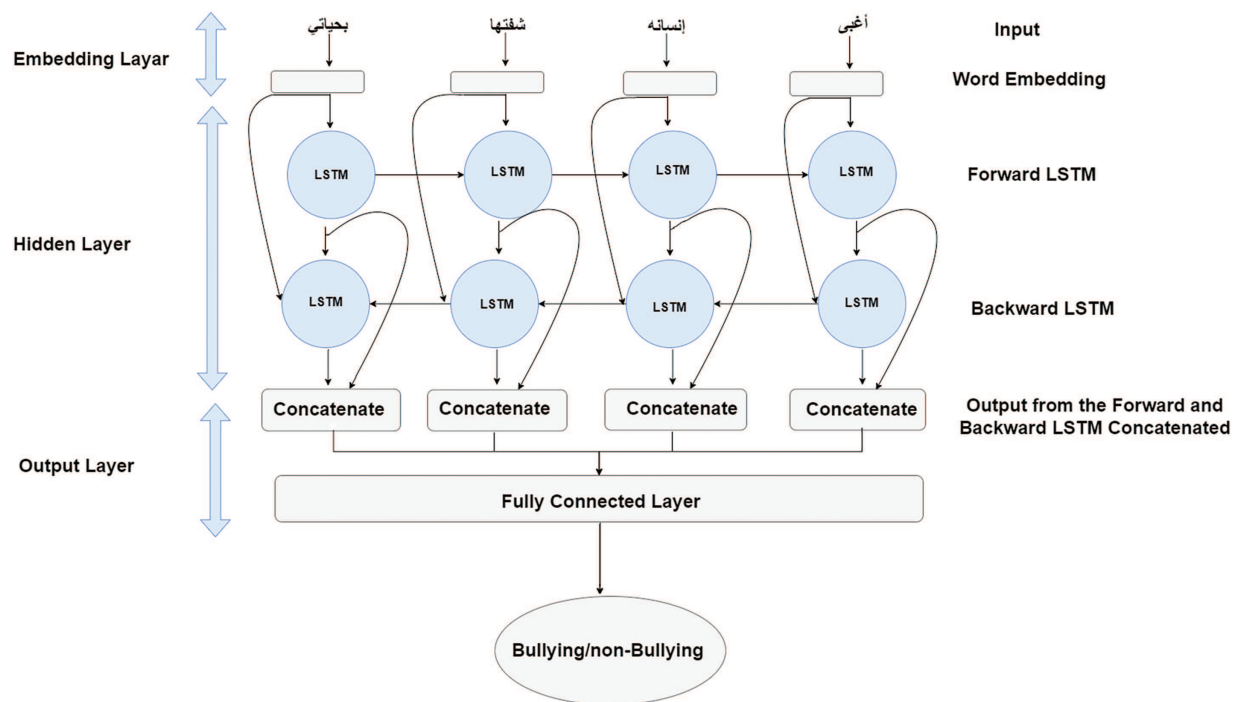 بحياتي
شفتها
إنسانه
أغبى
Input
Embedding Layar
Word Embedding
LSTM
LSTM
LSTM
LSTM
Forward LSTM
Hidden Layer
LSTM
LSTM
LSTM
LSTM
Backward LSTM
Concatenate
Concatenate
Concatenate
Concatenate
Output from the Forward and
Backward LSTM Concatenated
Output Layer
Fully Connected Layer
Bullying/non-Bullying